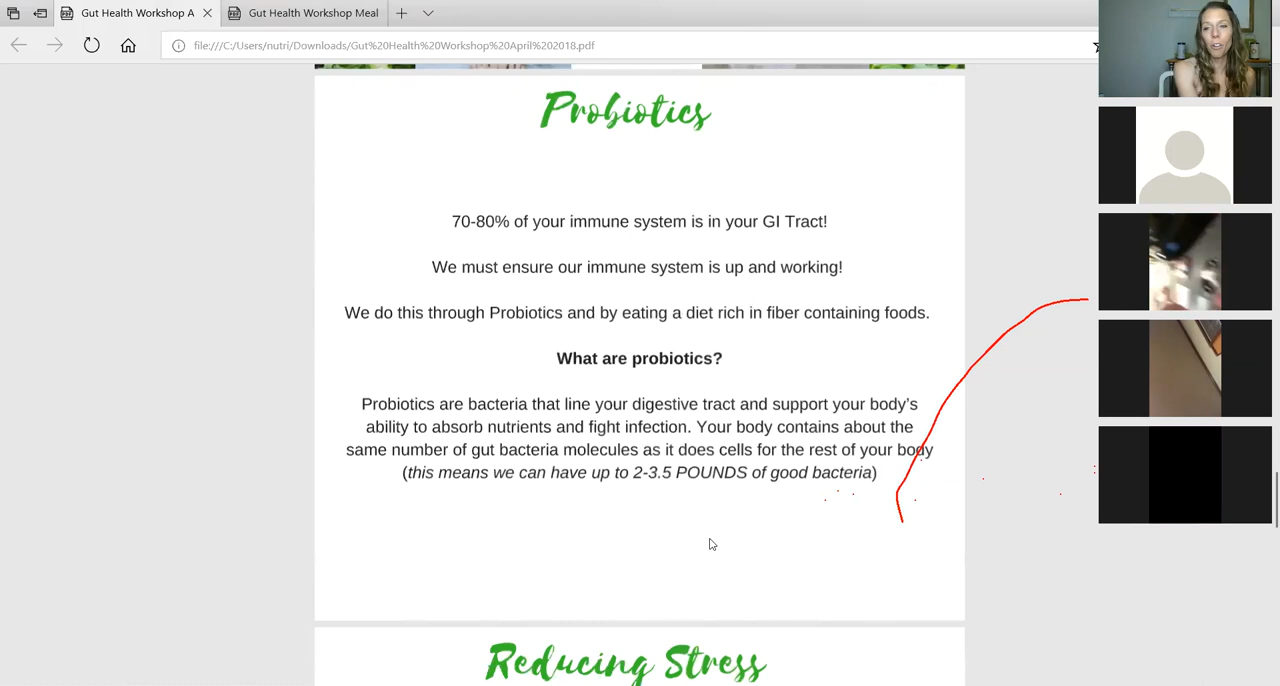 Gut Health Workshop A
Gut Health Workshop Meal
file:///C:/Users/nutri/Downloads/Gut%20Health%20Workshop%20April%202018.pdf
Probiotics
70-80% of your immune system is in your GI Tract!
We must ensure our immune system is up and working!
We do this through Probiotics and by eating a diet rich in fiber containing foods.
What are probiotics?
Probiotics are bacteria that line your digestive tract and support your body's
ability to absorb nutrients and fight infection. Your body contains about the
same number of gut bacteria molecules as it does cells for the rest of your body
(this means we can have up to 2-3.5 POUNDS of good bacteria)
Reducing Stress